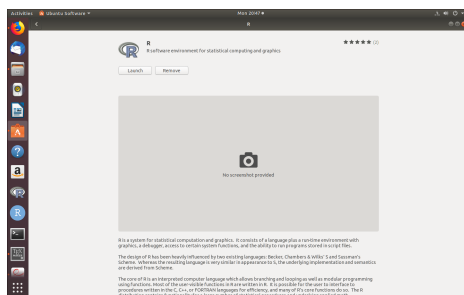 Activities Ubuntu Software Mon 20:47
R
R
R software environment for statistical computing and graphics
(2)
Launch Remove
No screenshot provided
R is a system for statistical computation and graphics. It consists of a language plus a run-time environment with
graphics, a debugger, access to certain system functions, and the ability to run programs stored in script files.
The design of R has been heavily influenced by two existing languages: Becker, Chambers & Wilks' S and Sussman's
Scheme. Whereas the resulting language is very similar in appearance to S, the underlying implementation and semantics
are derived from Scheme.
The core of R is an interpreted computer language which allows branching and looping as well as modular programming
using functions. Most of the user-visible functions in R are written in R. It is possible for the user to interface to
procedures written in the C, C++, or FORTRAN languages for efficiency, and many of R's core functions do so. The R